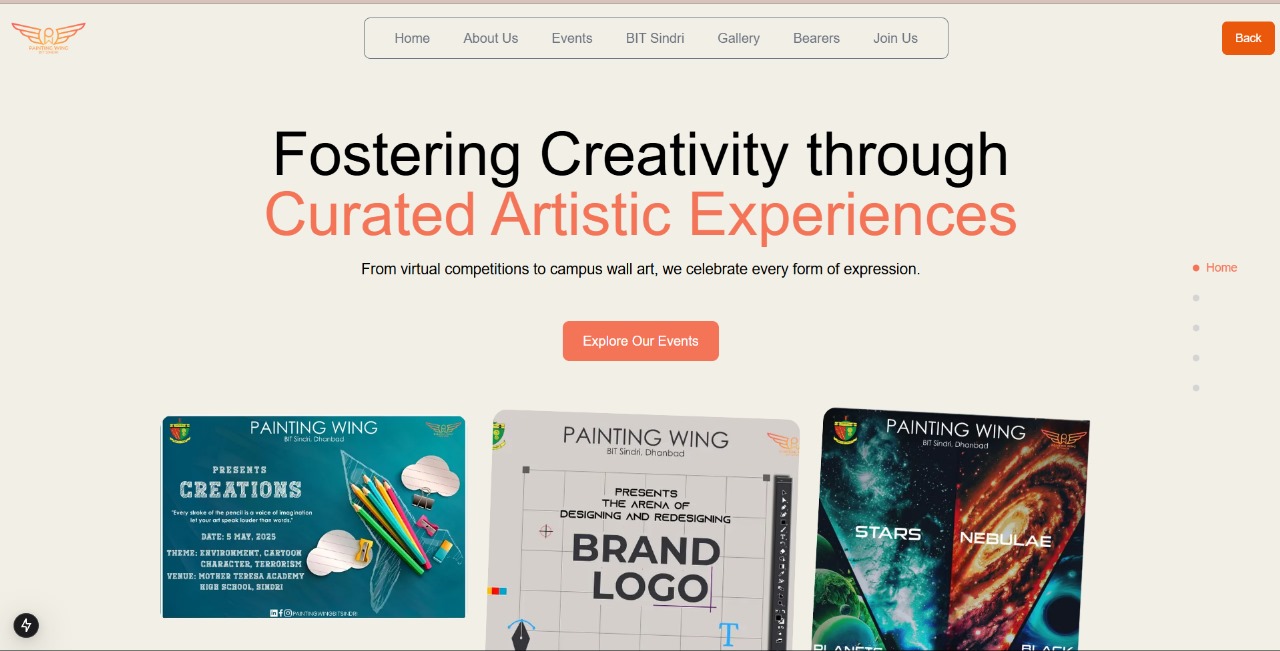 PAINTING WING
BIT SINDRI
Home
About Us
Events
BIT Sindri
Gallery
Bearers
Join Us
Back
Fostering Creativity through
Curated Artistic Experiences
From virtual competitions to campus wall art, we celebrate every form of expression.
Home
Explore Our Events
PAINTING WING
BIT Sindri, Dhanbad
PRESENTS
CREATIONS
"Every stroke of the pencil is a voice of imagination
let your art speak louder than words."
DATE: 5 MAY, 2025
THEME: ENVIRONMENT, CARTOON
CHARACTER, TERRORISM
VENUE: MOTHER TERESA ACADEMY
HIGH SCHOOL, SINDRI
PAINTINGWINGBITSINDRI
PAINTING WING
BIT Sindri, Dhanbad
PRESENTS
THE ARENA OF
DESIGNING AND REDESIGNING
BRAND
LOGO
T
PAINTING WING
BIT Sindri, Dhanbad
STARS
NEBULAE
PLANETS
BLACK